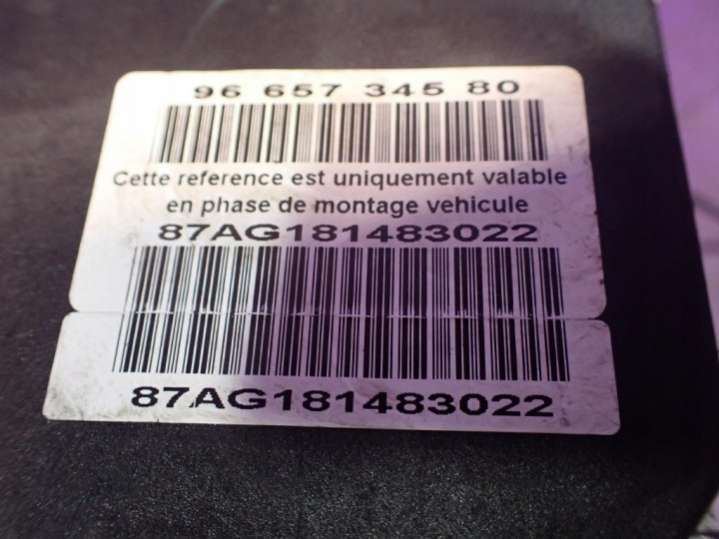 96 657 345 80
Cette reference est uniquement valable
en phase de montage vehicule
87AG181483022
87AG181483022